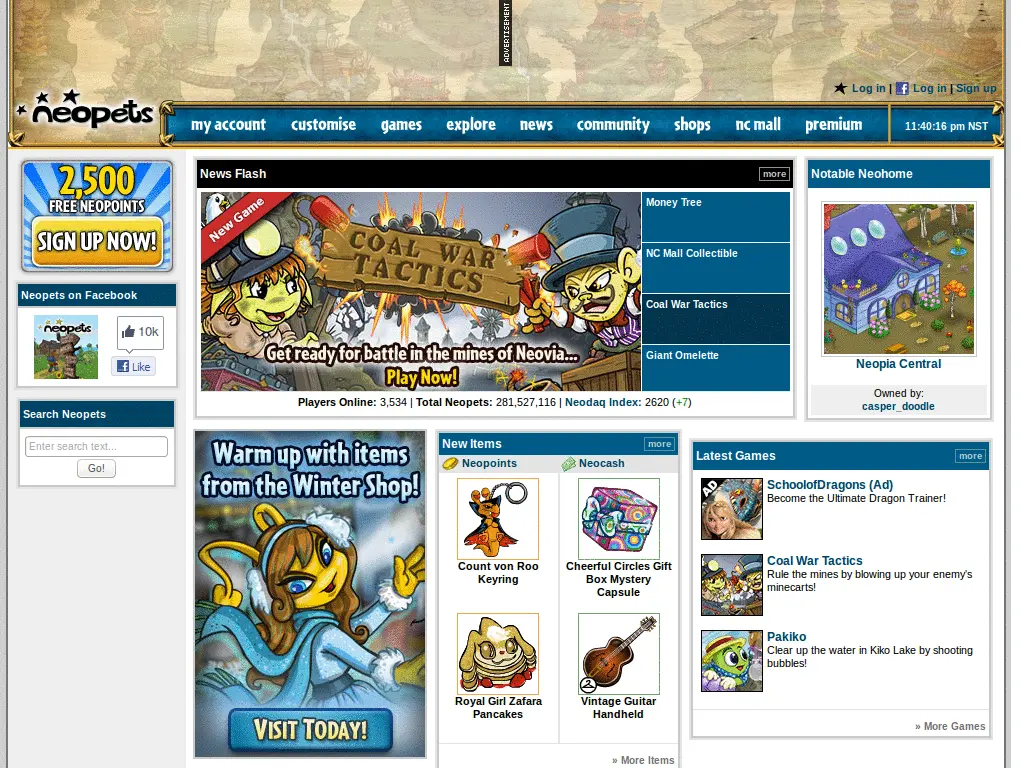 ADVERTISEMENT
Log in | Log in | Sign up
neopets
my account customise games explore news community shops nc mall premium 11:40:16 pm NST
2,500
FREE NEOPOINTS
SIGN UP NOW!
Neopets on Facebook
neopets
10k
Like
Search Neopets
Enter search text...
Go!
News Flash more
New Game
COAL WAR
TACTICS
Get ready for battle in the mines of Neovia...
Play Now!
Money Tree
NC Mall Collectible
Coal War Tactics
Giant Omelette
Players Online: 3,534 | Total Neopets: 281,527,116 | Neodaq Index: 2620 (+7)
Notable Neohome
Neopia Central
Owned by:
casper_doodle
Warm up with items
from the Winter Shop!
VISIT TODAY!
New Items more
Neopoints Neocash
Count von Roo
Keyring
Cheerful Circles Gift
Box Mystery
Capsule
Royal Girl Zafara
Pancakes
Vintage Guitar
Handheld
» More Items
Latest Games more
AD
SchoolofDragons (Ad)
Become the Ultimate Dragon Trainer!
Coal War Tactics
Rule the mines by blowing up your enemy's
minecarts!
Pakiko
Clear up the water in Kiko Lake by shooting
bubbles!
» More Games